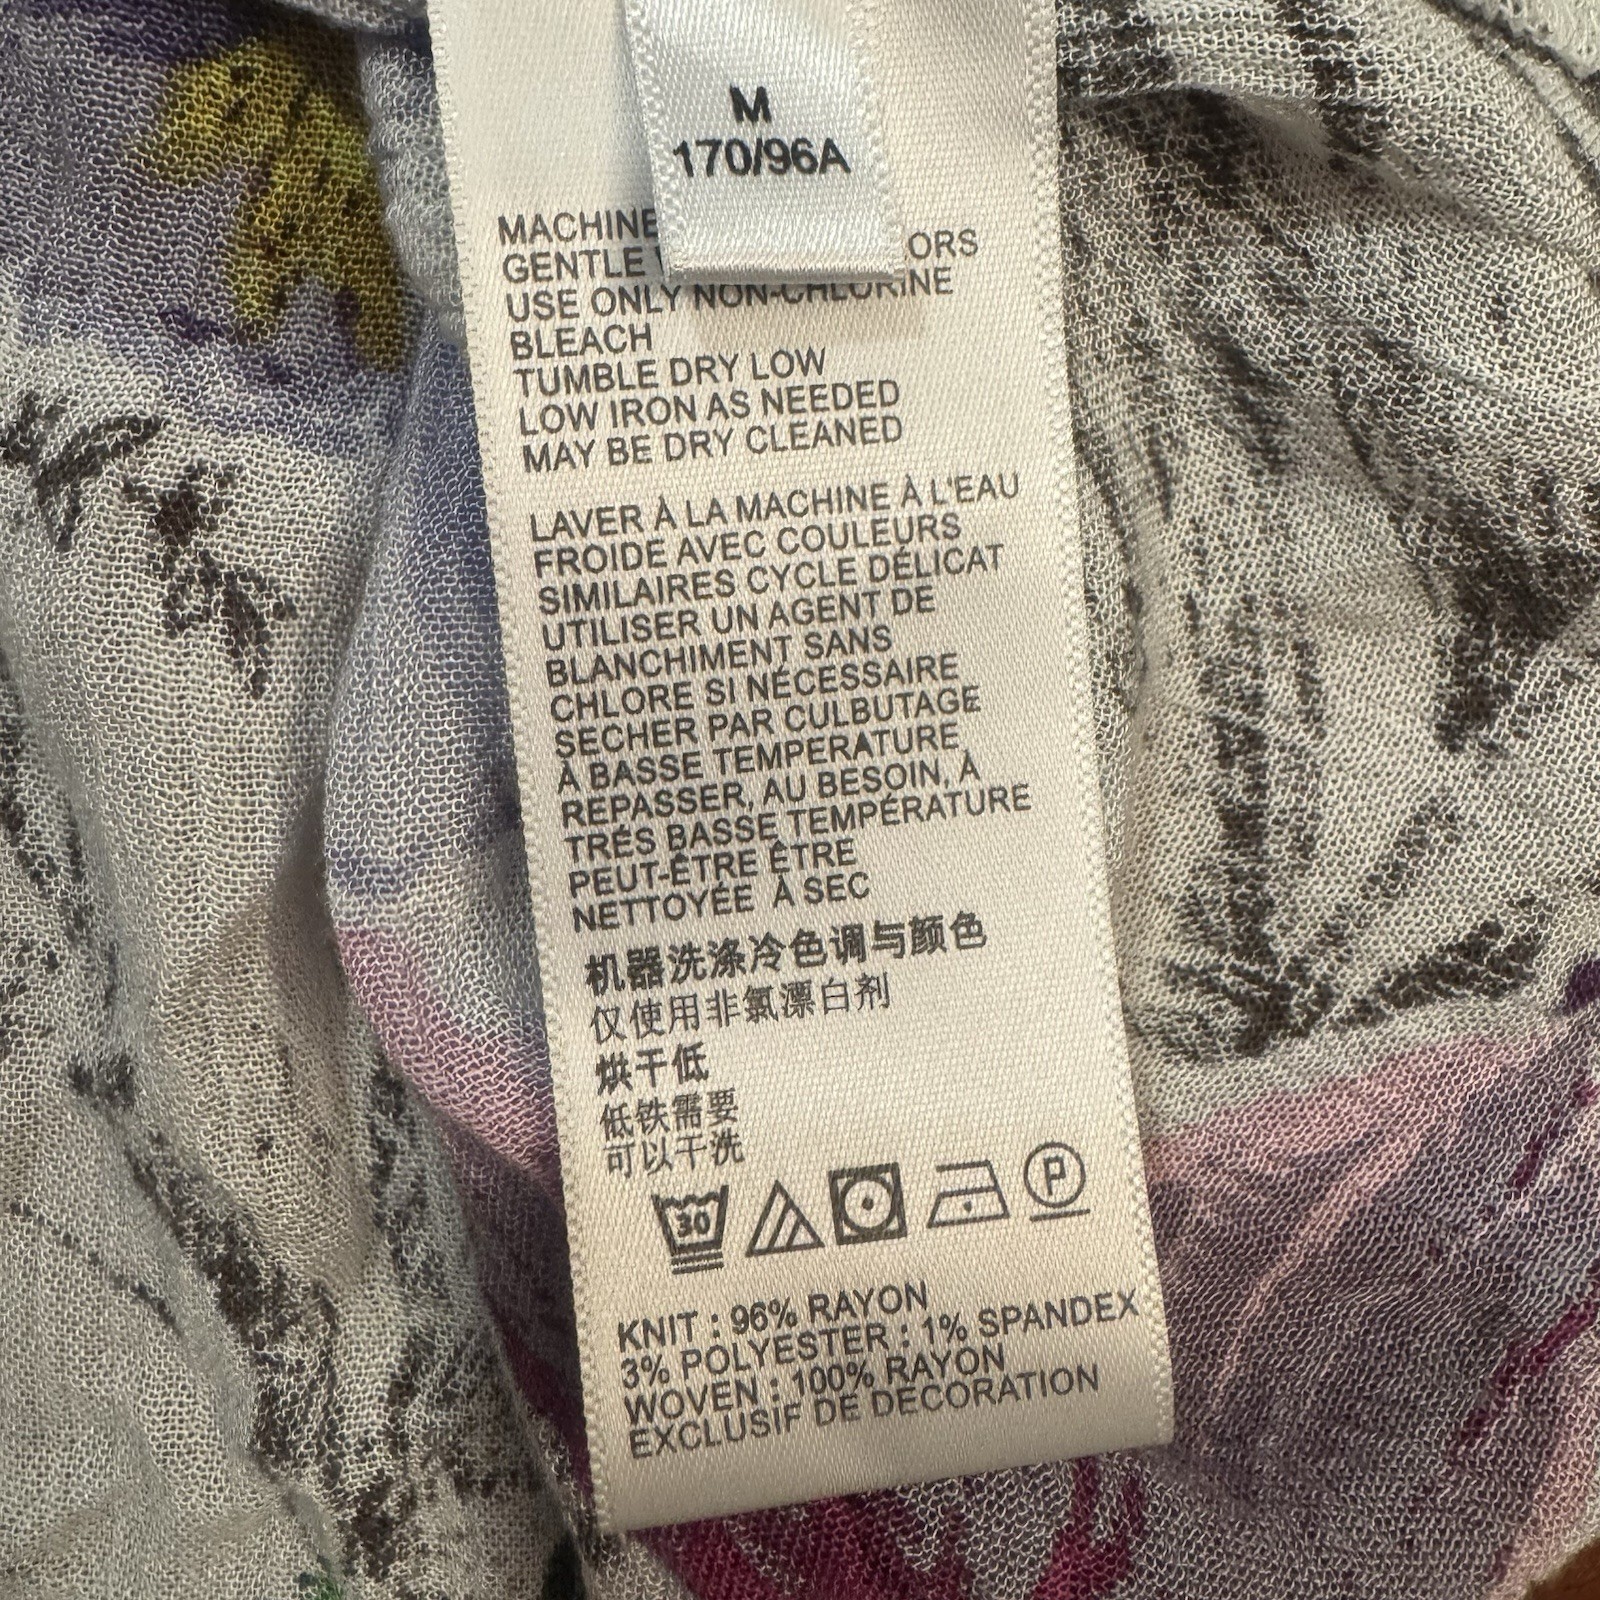 M
170/96A
MACHINE
GENTLE ORS
USE ONLY NON-CHLORINE
BLEACH
TUMBLE DRY LOW
LOW IRON AS NEEDED
MAY BE DRY CLEANED
LAVER À LA MACHINE À L'EAU
FROIDE AVEC COULEURS
SIMILAIRES CYCLE DÉLICAT
UTILISER UN AGENT DE
BLANCHIMENT SANS
CHLORE SI NÉCESSAIRE
SECHER PAR CULBUTAGE
À BASSE TEMPERATURE
REPASSER, AU BESOIN, À
TRÉS BASSE TEMPÉRATURE
PEUT-ÊTRE ÊTRE
NETTOYÉE À SEC
机器洗涤冷色调与颜色
仅使用非氯漂白剂
烘干低
低铁需要
可以干洗
30 P
KNIT : 96% RAYON
3% POLYESTER : 1% SPANDEX
WOVEN : 100% RAYON
EXCLUSIF DE DECORATION